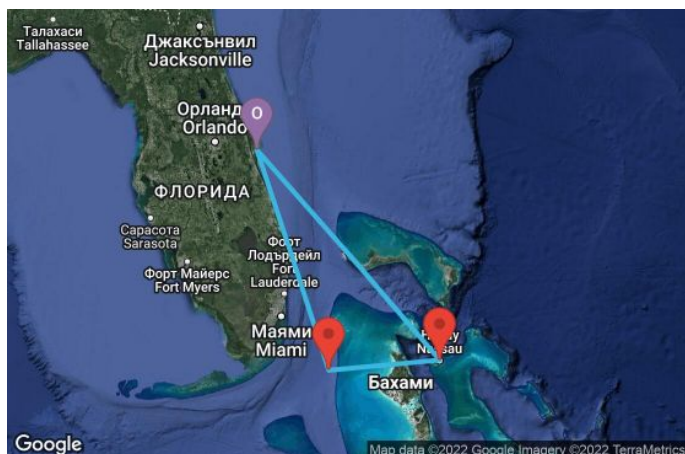 Талахаси
Tallahassee
Джаксънвил
Jacksonville
Орланд
Orlando
O
ФЛОРИДА
Сарасота
Sarasota
Форт Майерс
Fort Myers
Форт
Лодърдейл
Fort
Lauderdale
Маями
Miami
Nassau
Бахами
Google
Map data ©2022 Google Imagery ©2022 TerraMetrics